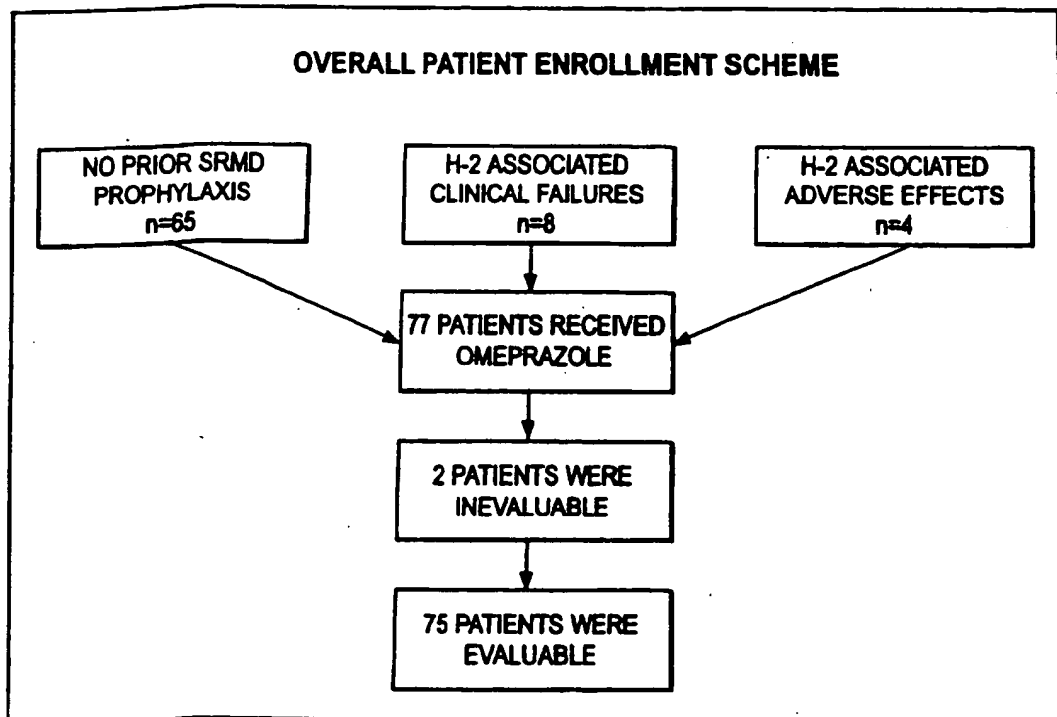 OVERALL PATIENT ENROLLMENT SCHEME
NO PRIOR SRMD
PROPHYLAXIS
n=65
H-2 ASSOCIATED
CLINICAL FAILURES
n=8
H-2 ASSOCIATED
ADVERSE EFFECTS
n=4
77 PATIENTS RECEIVED
OMEPRAZOLE
2 PATIENTS WERE
INEVALUABLE
75 PATIENTS WERE
EVALUABLE